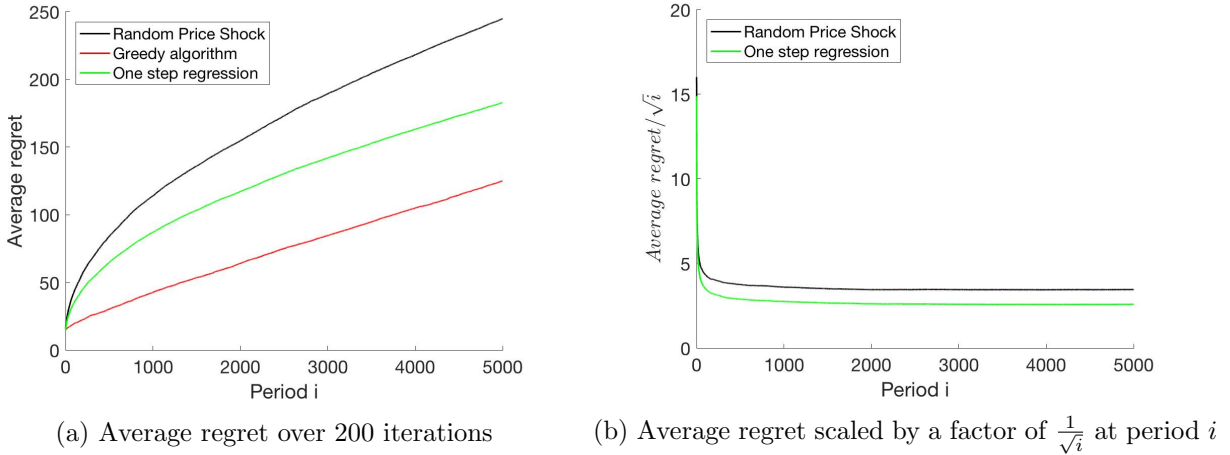 250
200
150
100
50
0
Average regret
Random Price Shock
Greedy algorithm
One step regression
0 1000 2000 3000 4000 5000
Period i
(a) Average regret over 200 iterations
20
15
10
5
0
Average regret/√i
Random Price Shock
One step regression
0 1000 2000 3000 4000 5000
Period i
(b) Average regret scaled by a factor of 1/√i at period i